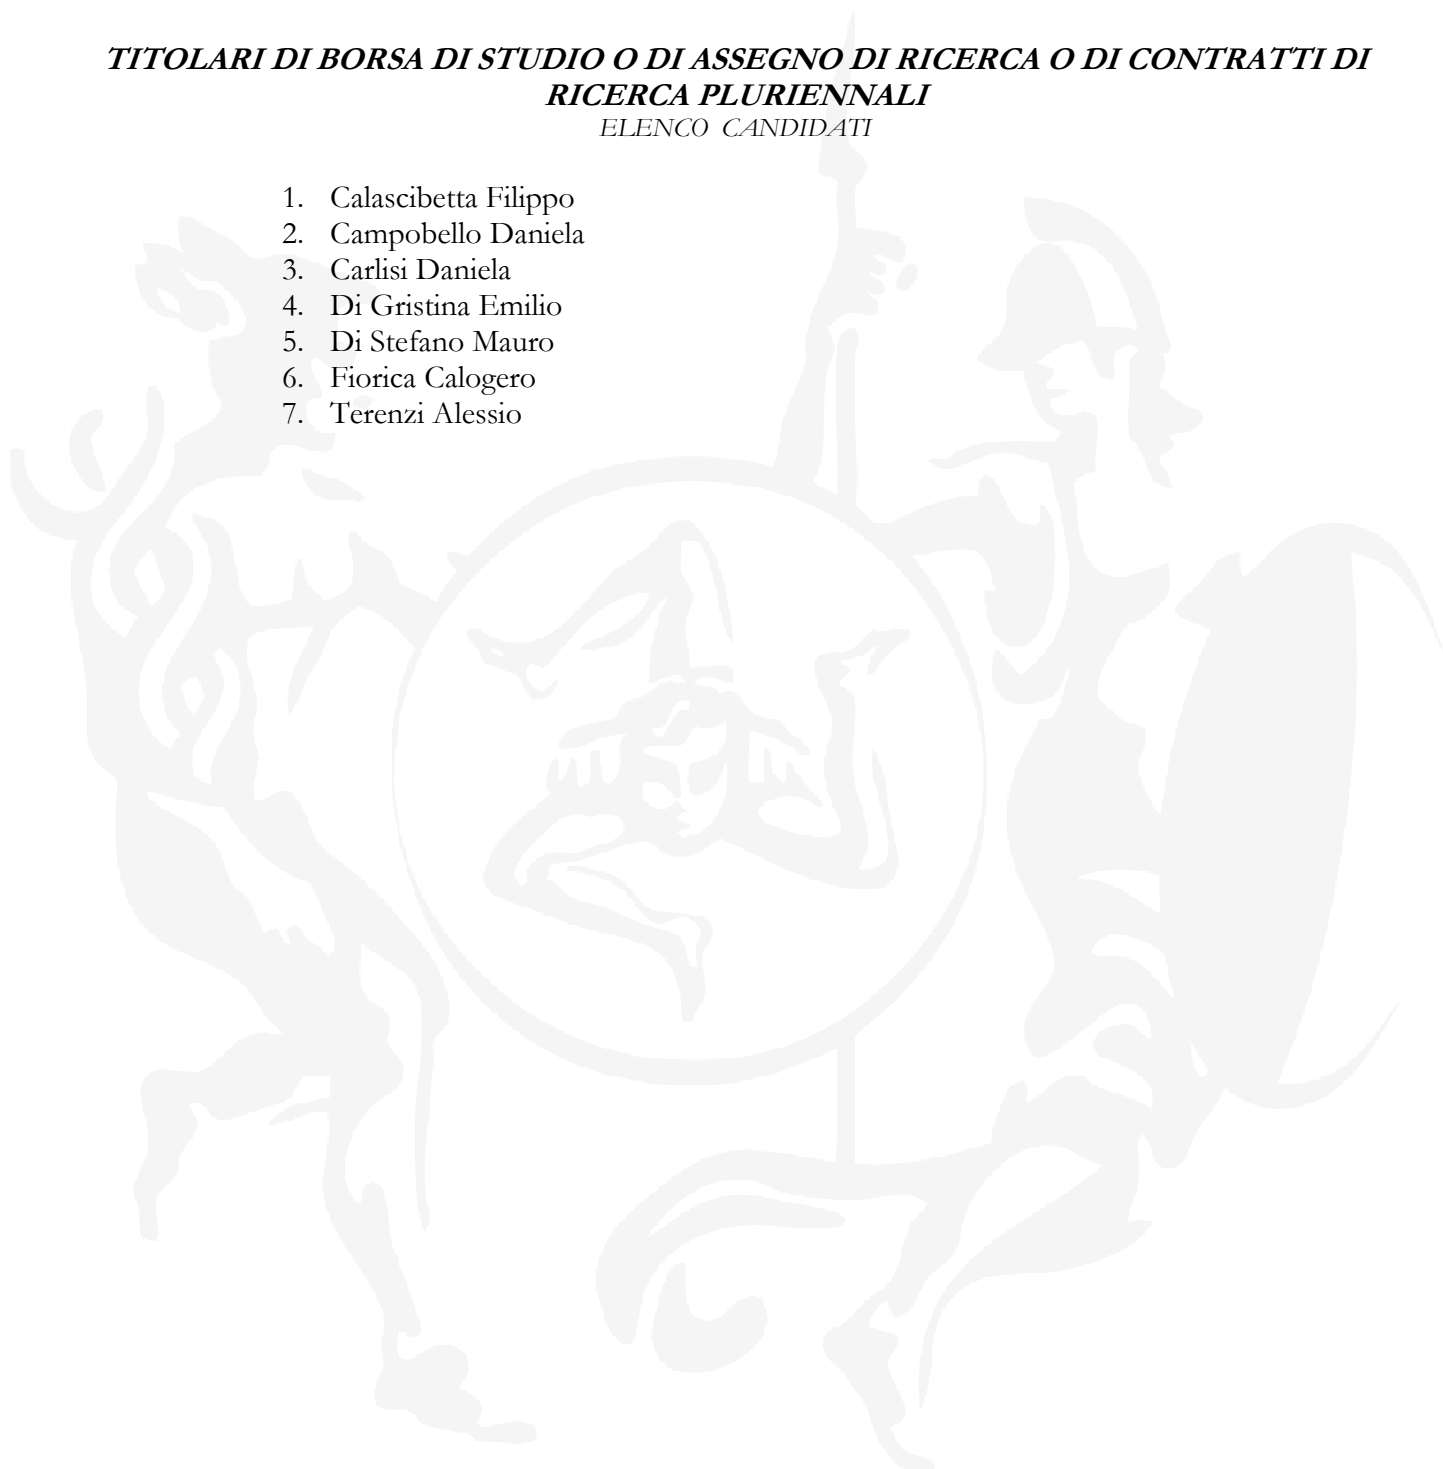 TITOLARI DI BORSA DI STUDIO O DI ASSEGNO DI RICERCA O DI CONTRATTI DI
RICERCA PLURIENNALI
ELENCO CANDIDATI
1. Calascibetta Filippo
2. Campobello Daniela
3. Carlisi Daniela
4. Di Gristina Emilio
5. Di Stefano Mauro
6. Fiorica Calogero
7. Terenzi Alessio